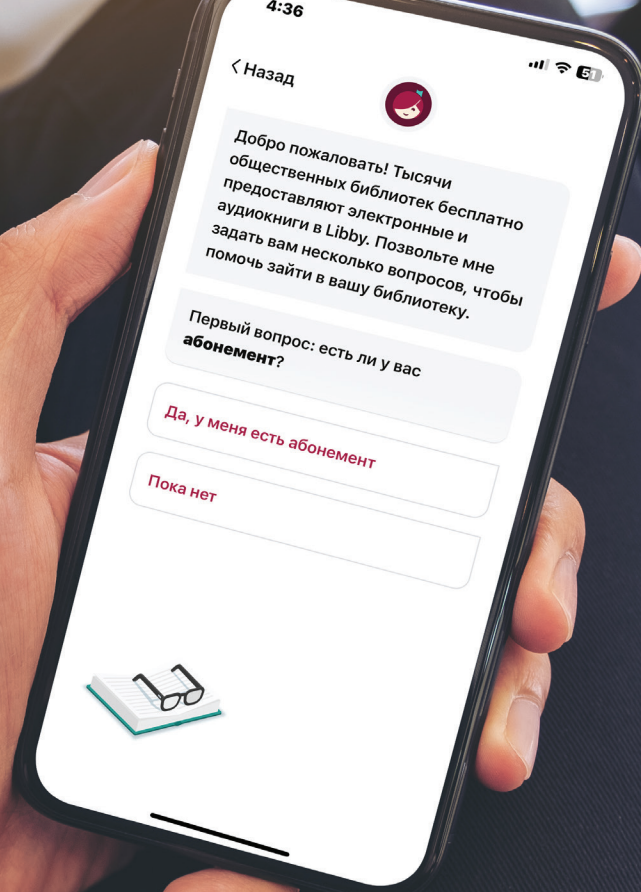 4:36
Назад
Добро пожаловать! Тысячи
общественных библиотек бесплатно
предоставляют электронные и
аудиокниги в Libby. Позвольте мне
задать вам несколько вопросов, чтобы
помочь зайти в вашу библиотеку.
Первый вопрос: есть ли у вас
абонемент?
Да, у меня есть абонемент
Пока нет